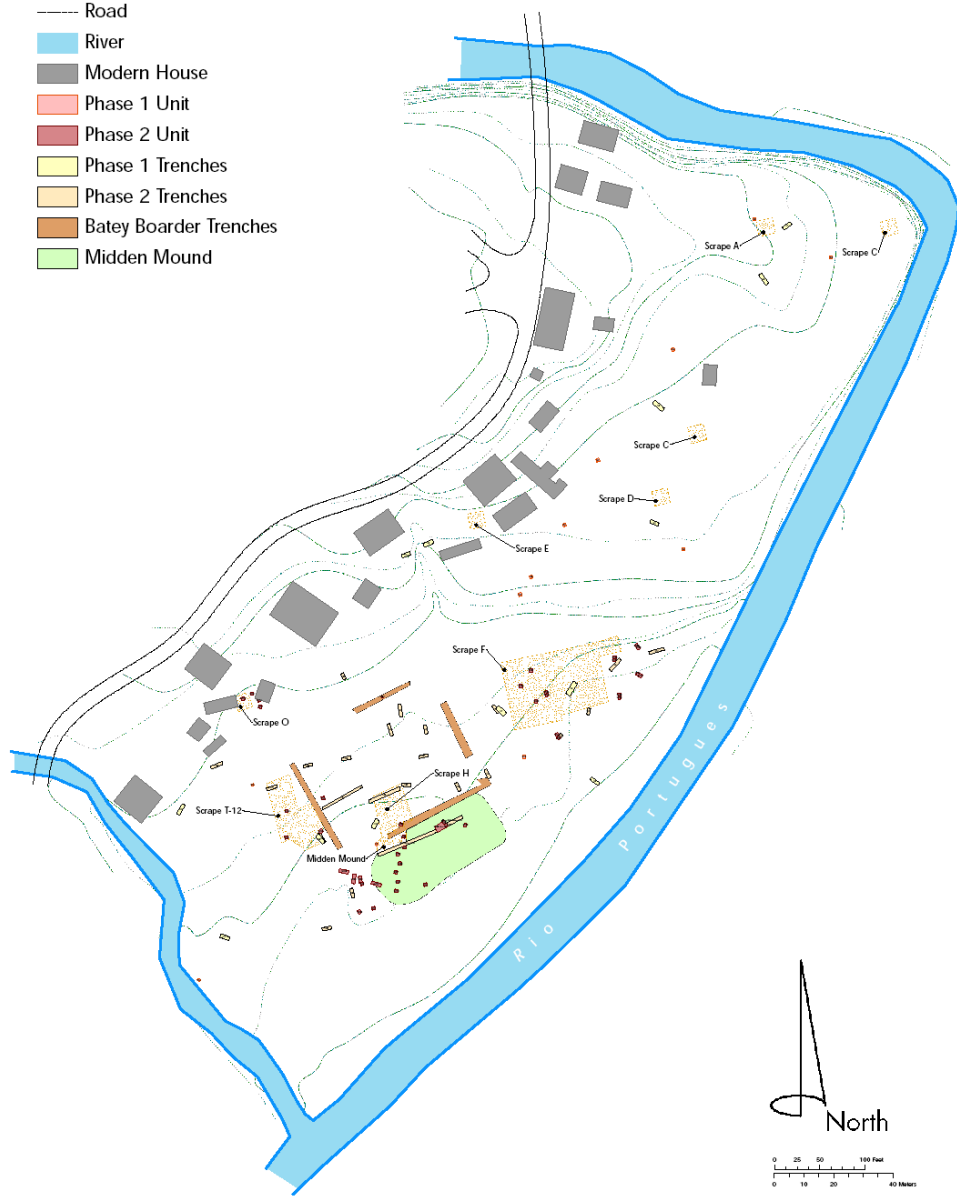 Road
River
Modern House
Phase 1 Unit
Phase 2 Unit
Phase 1 Trenches
Phase 2 Trenches
Batey Boarder Trenches
Midden Mound
Scrape A
Scrape C
Scrape C
Scrape D
Scrape E
Scrape F
Scrape O
Scrape H
Scrape T-12
Midden Mound
Rio Portugues
North
0 25 50 100 Feet
0 10 20 40 Meters